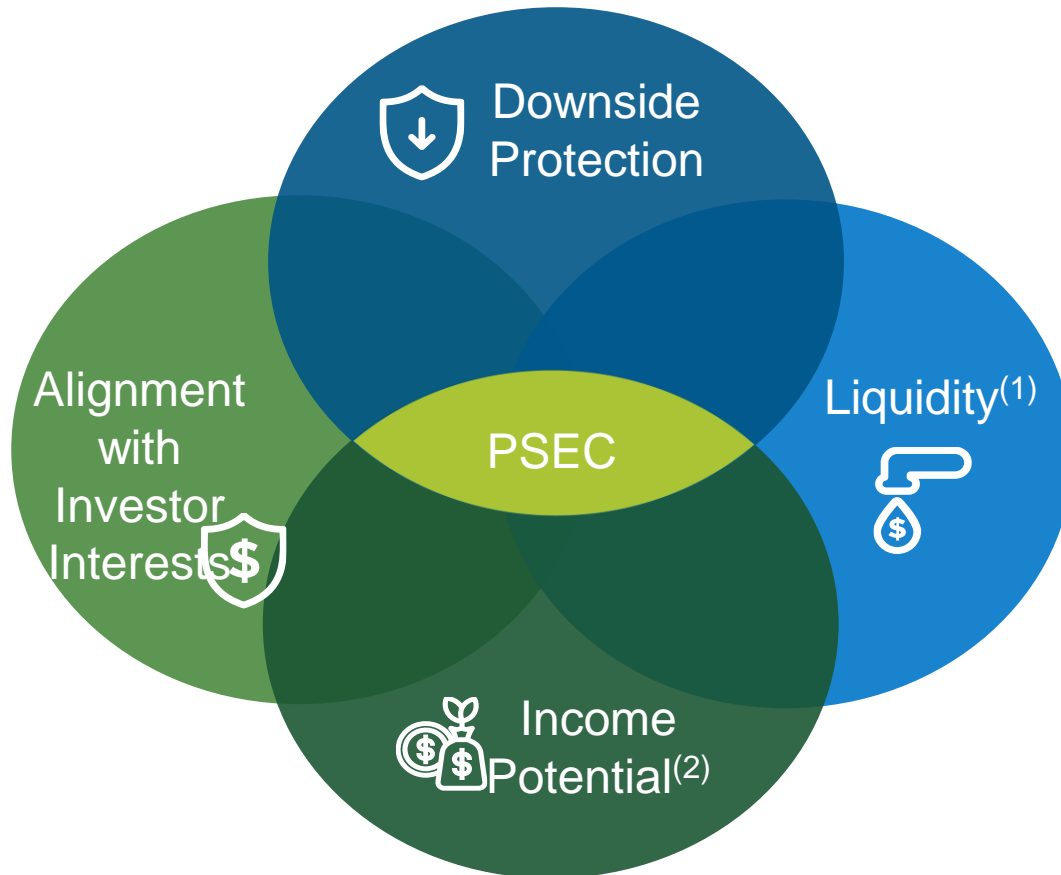 Downside
Protection
Alignment
with
Investor
Interests
$
PSEC
Liquidity(1)
$
Income
Potential(2)
$
$